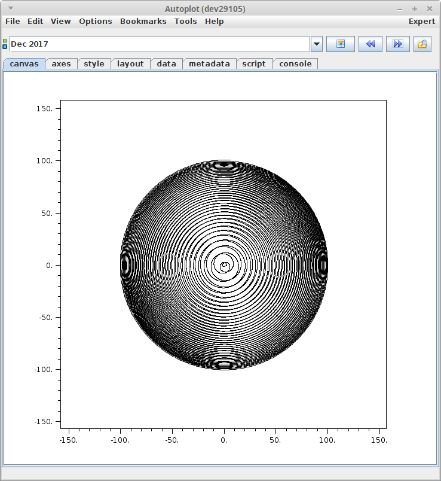 Autoplot (dev29105)
File Edit View Options Bookmarks Tools Help Expert
Dec 2017
canvas axes style layout data metadata script console
150.
100.
50.
0.
-50.
-100.
-150.
-150. -100. -50. 0. 50. 100. 150.